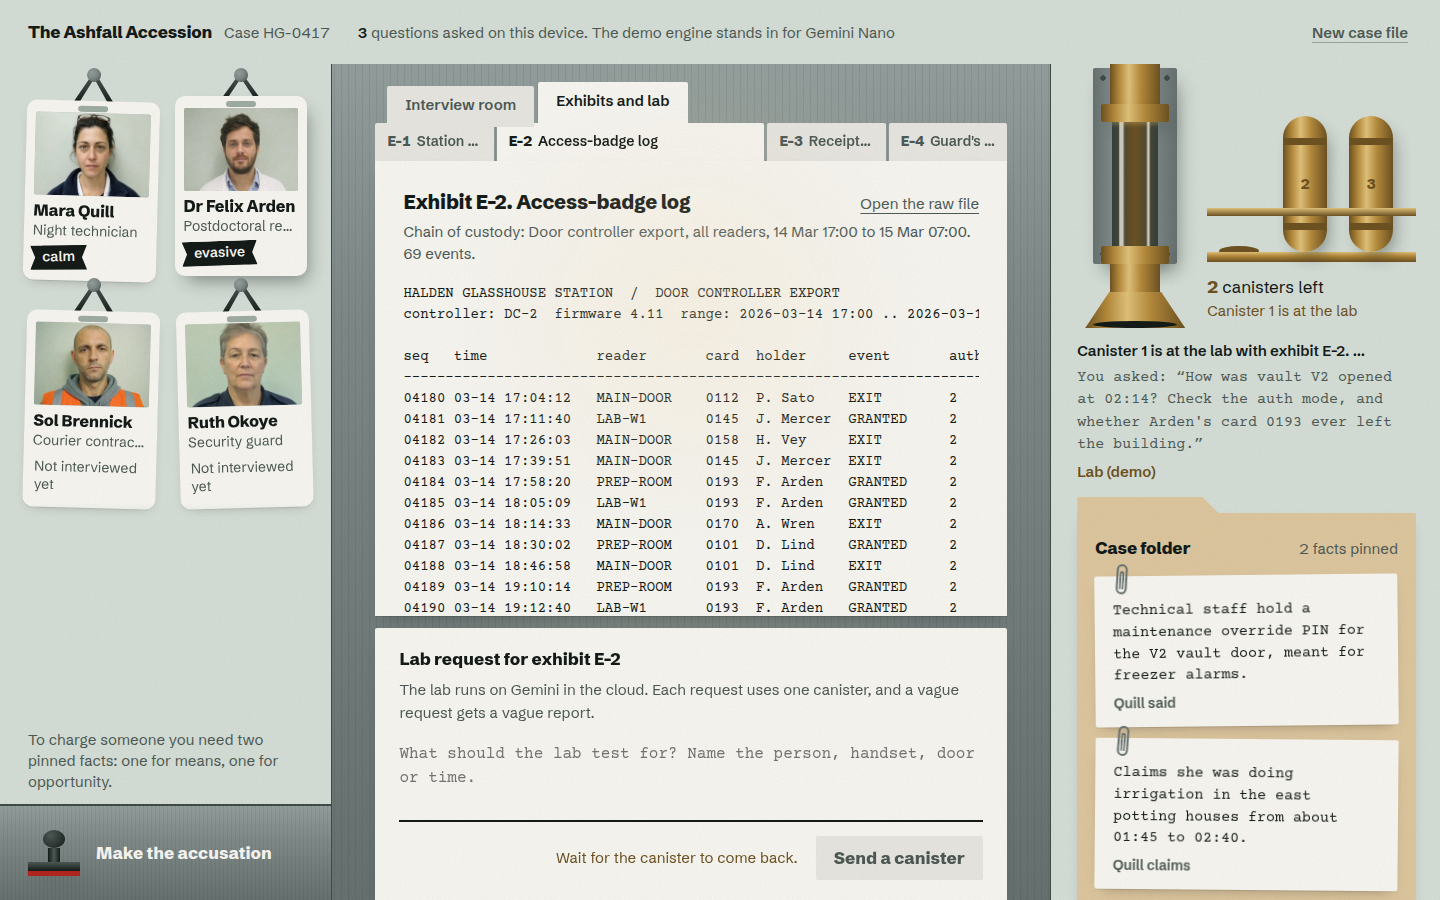 The Ashfall Accession Case HG-0417 3 questions asked on this device. The demo engine stands in for Gemini Nano New case file
Mara Quill
Night technician
calm
Dr Felix Arden
Postdoctoral re...
evasive
Sol Brennick
Courier contrac...
Not interviewed
yet
Ruth Okoye
Security guard
Not interviewed
yet
To charge someone you need two
pinned facts: one for means, one for
opportunity.
Make the accusation
Interview room Exhibits and lab
E-1 Station ... E-2 Access-badge log E-3 Receipt... E-4 Guard's ...
Exhibit E-2. Access-badge log Open the raw file
Chain of custody: Door controller export, all readers, 14 Mar 17:00 to 15 Mar 07:00.
69 events.
HALDEN GLASSHOUSE STATION / DOOR CONTROLLER EXPORT
controller: DC-2 firmware 4.11 range: 2026-03-14 17:00 .. 2026-03-1
seq time reader card holder event auth
04180 03-14 17:04:12 MAIN-DOOR 0112 P. Sato EXIT 2
04181 03-14 17:11:40 LAB-W1 0145 J. Mercer GRANTED 2
04182 03-14 17:26:03 MAIN-DOOR 0158 H. Vey EXIT 2
04183 03-14 17:39:51 MAIN-DOOR 0145 J. Mercer EXIT 2
04184 03-14 17:58:20 PREP-ROOM 0193 F. Arden GRANTED 2
04185 03-14 18:05:09 LAB-W1 0193 F. Arden GRANTED 2
04186 03-14 18:14:33 MAIN-DOOR 0170 A. Wren EXIT 2
04187 03-14 18:30:02 PREP-ROOM 0101 D. Lind GRANTED 2
04188 03-14 18:46:58 MAIN-DOOR 0101 D. Lind EXIT 2
04189 03-14 19:10:14 PREP-ROOM 0193 F. Arden GRANTED 2
04190 03-14 19:12:40 LAB-W1 0193 F. Arden GRANTED 2
Lab request for exhibit E-2
The lab runs on Gemini in the cloud. Each request uses one canister, and a vague
request gets a vague report.
What should the lab test for? Name the person, handset, door
or time.
Wait for the canister to come back. Send a canister
2 3
2 canisters left
Canister 1 is at the lab
Canister 1 is at the lab with exhibit E-2. ...
You asked: “How was vault V2 opened
at 02:14? Check the auth mode, and
whether Arden's card 0193 ever left
the building.”
Lab (demo)
Case folder 2 facts pinned
Technical staff hold a
maintenance override PIN for
the V2 vault door, meant for
freezer alarms.
Quill said
Claims she was doing
irrigation in the east
potting houses from about
01:45 to 02:40.
Quill claims